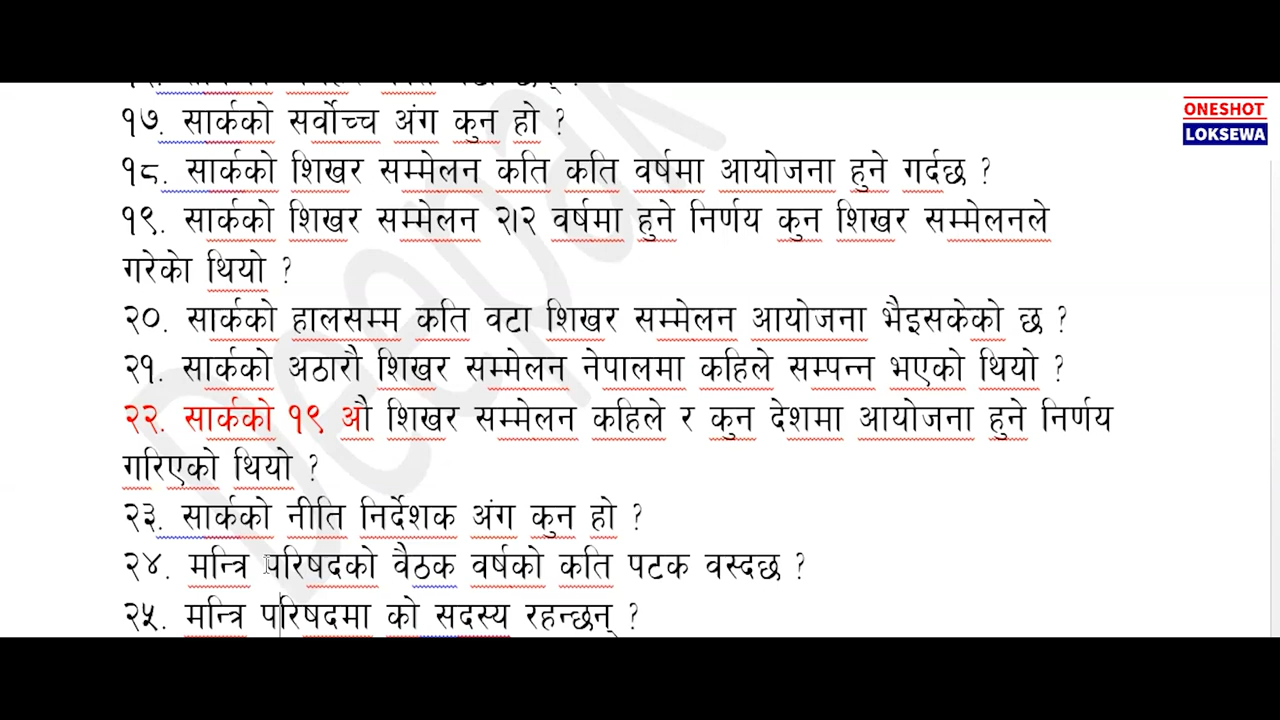 ONESHOT
LOKSEWA
१७. सार्कको सर्वोच्च अंग कुन हो ?
१८. सार्कको शिखर सम्मेलन कति कति वर्षमा आयोजना हुने गर्दछ ?
१९. सार्कको शिखर सम्मेलन २।२ वर्षमा हुने निर्णय कुन शिखर सम्मेलनले
गरेको थियो ?
२०. सार्कको हालसम्म कति वटा शिखर सम्मेलन आयोजना भैइसकेको छ ?
२१. सार्कको अठारौ शिखर सम्मेलन नेपालमा कहिले सम्पन्न भएको थियो ?
२२. सार्कको १९ औ शिखर सम्मेलन कहिले र कुन देशमा आयोजना हुने निर्णय
गरिएको थियो ?
२३. सार्कको नीति निर्देशक अंग कुन हो ?
२४. मन्त्रि परिषदको वैठक वर्षको कति पटक वस्दछ ?
२५. मन्त्रि परिषदमा को सदस्य रहन्छन् ?
Deepak